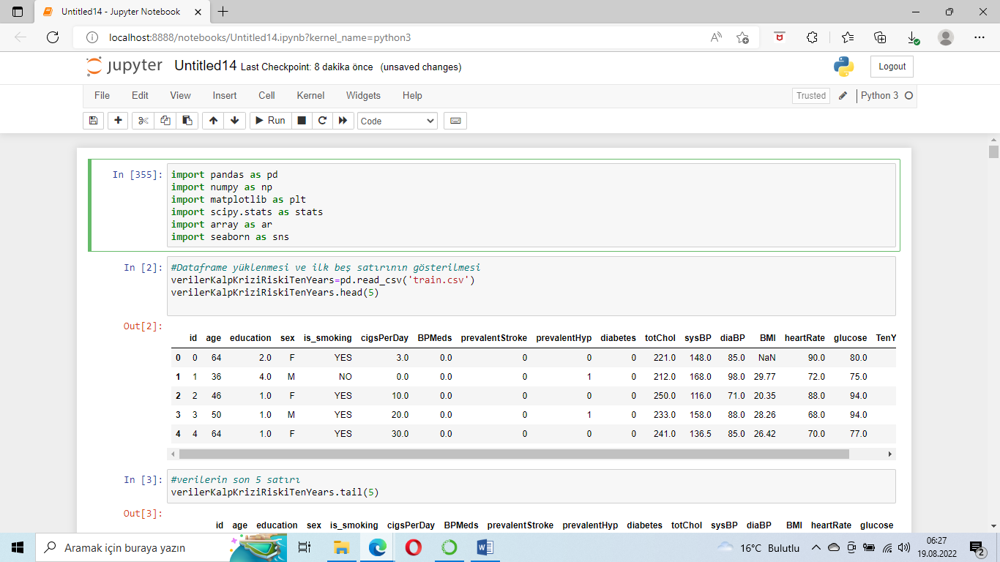 Untitled14 - Jupyter Notebook
localhost:8888/notebooks/Untitled14.ipynb?kernel_name=python3
jupyter Untitled14 Last Checkpoint: 8 dakika önce (unsaved changes) Logout
File Edit View Insert Cell Kernel Widgets Help Trusted Python 3
Run Code
In [355]: import pandas as pd
import numpy as np
import matplotlib as plt
import scipy.stats as stats
import array as ar
import seaborn as sns
In [2]: #Dataframe yüklenmesi ve ilk beş satırının gösterilmesi
verilerKalpKriziRiskiTenYears=pd.read_csv('train.csv')
verilerKalpKriziRiskiTenYears.head(5)
Out[2]:
id age education sex is_smoking cigsPerDay BPMeds prevalentStroke prevalentHyp diabetes totChol sysBP diaBP BMI heartRate glucose TenY
0 0 64 2.0 F YES 3.0 0.0 0 0 0 221.0 148.0 85.0 NaN 90.0 80.0
1 1 36 4.0 M NO 0.0 0.0 0 1 0 212.0 168.0 98.0 29.77 72.0 75.0
2 2 46 1.0 F YES 10.0 0.0 0 0 0 250.0 116.0 71.0 20.35 88.0 94.0
3 3 50 1.0 M YES 20.0 0.0 0 1 0 233.0 158.0 88.0 28.26 68.0 94.0
4 4 64 1.0 F YES 30.0 0.0 0 0 0 241.0 136.5 85.0 26.42 70.0 77.0
In [3]: #verilerin son 5 satırı
verilerKalpKriziRiskiTenYears.tail(5)
Out[3]:
id age education sex is_smoking cigsPerDay BPMeds prevalentStroke prevalentHyp diabetes totChol sysBP diaBP BMI heartRate glucose
Aramak için buraya yazın
16°C Bulutlu
06:27
19.08.2022
2